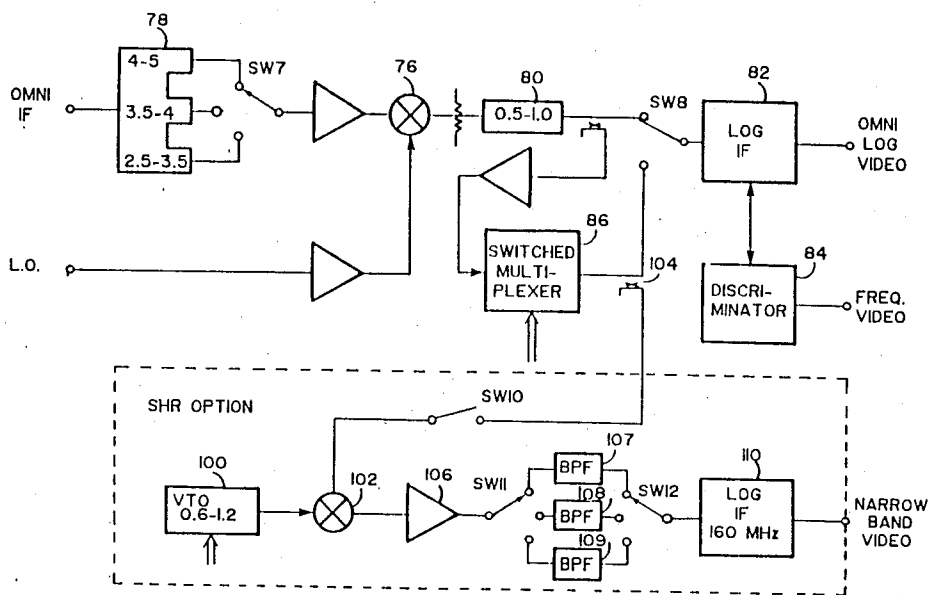 78
4-5
SW7
OMNI
IF
3.5-4
2.5-3.5
76
80
0.5-1.0
SW8
82
LOG
IF
OMNI
LOG
VIDEO
L.O.
86
SWITCHED
MULTI-
PLEXER
104
84
DISCRI-
MINATOR
FREQ.
VIDEO
SHR OPTION
SW10
100
VTO
0.6-1.2
102
106
SW11
107
BPF
108
BPF
109
BPF
SW12
110
LOG
IF
160 MHz
NARROW
BAND
VIDEO